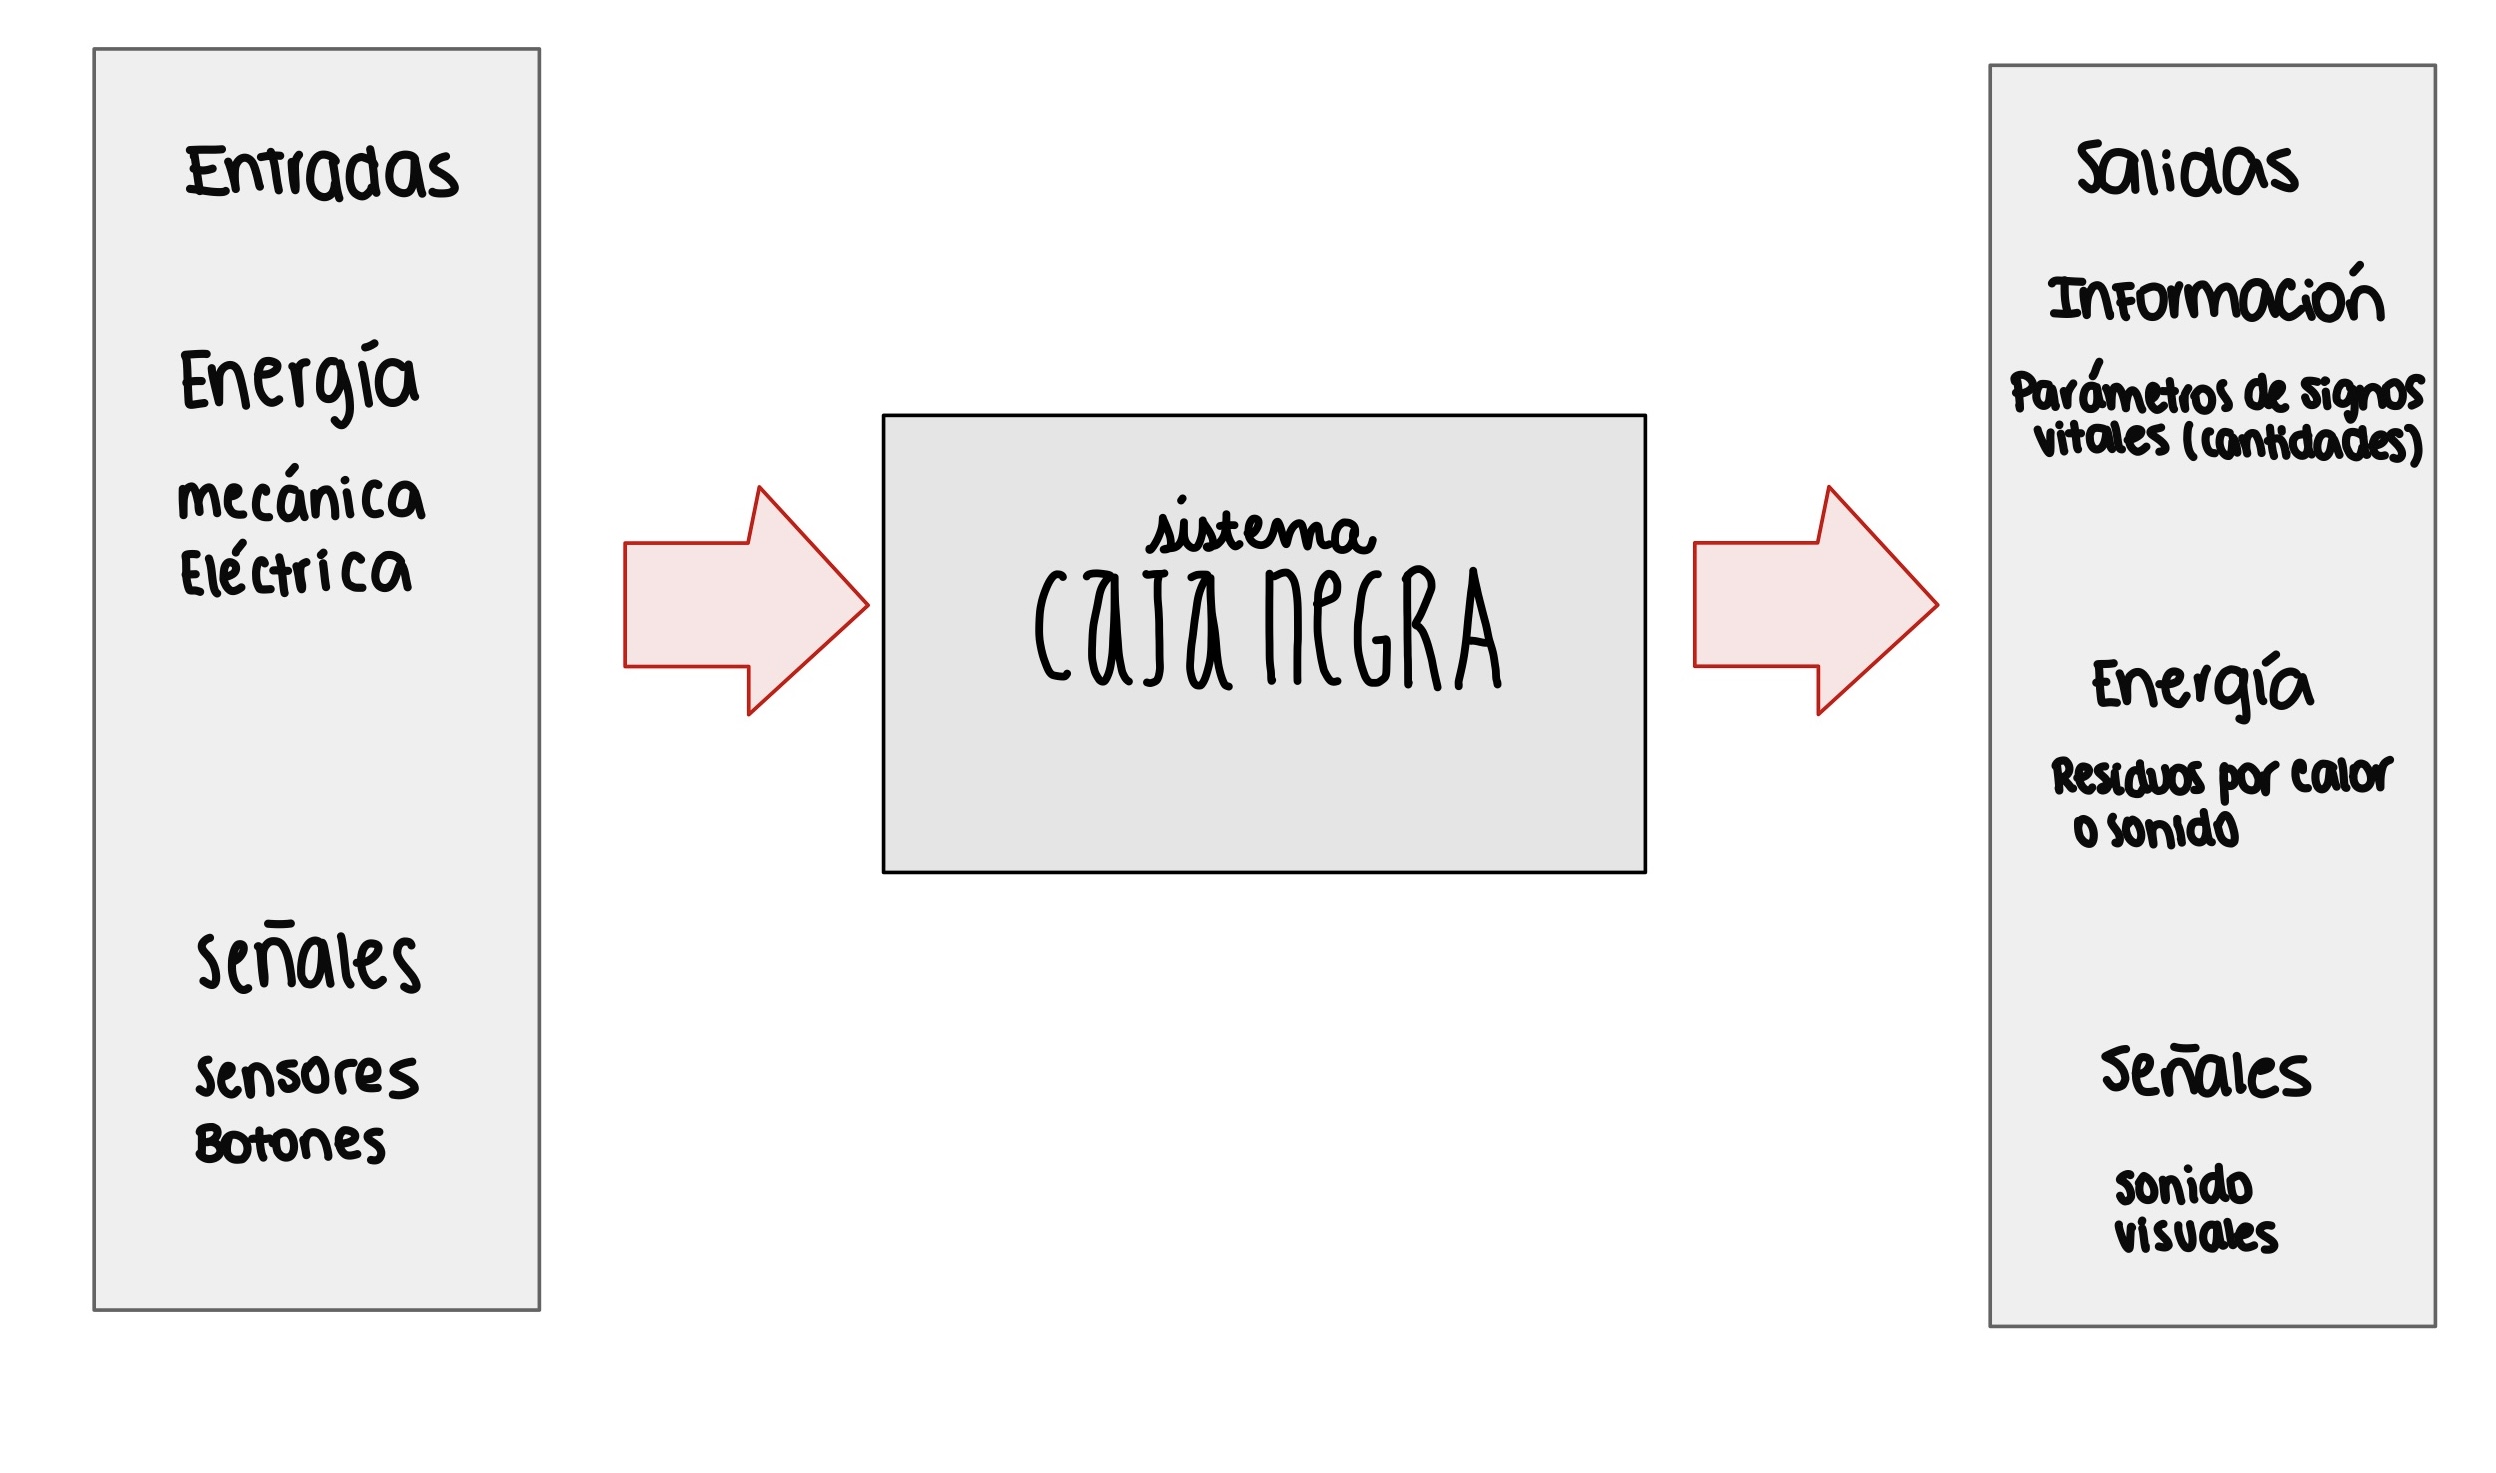 Entradas
Energía
mecánica
Eléctrica
Señales
Sensores
Botones
sistema
CAJA NEGRA
Salidas
InFormación
Parámetros de signos
vitales (cantidades)
Energía
Residuos por calor
o sonido
Señales
sonido
visuales